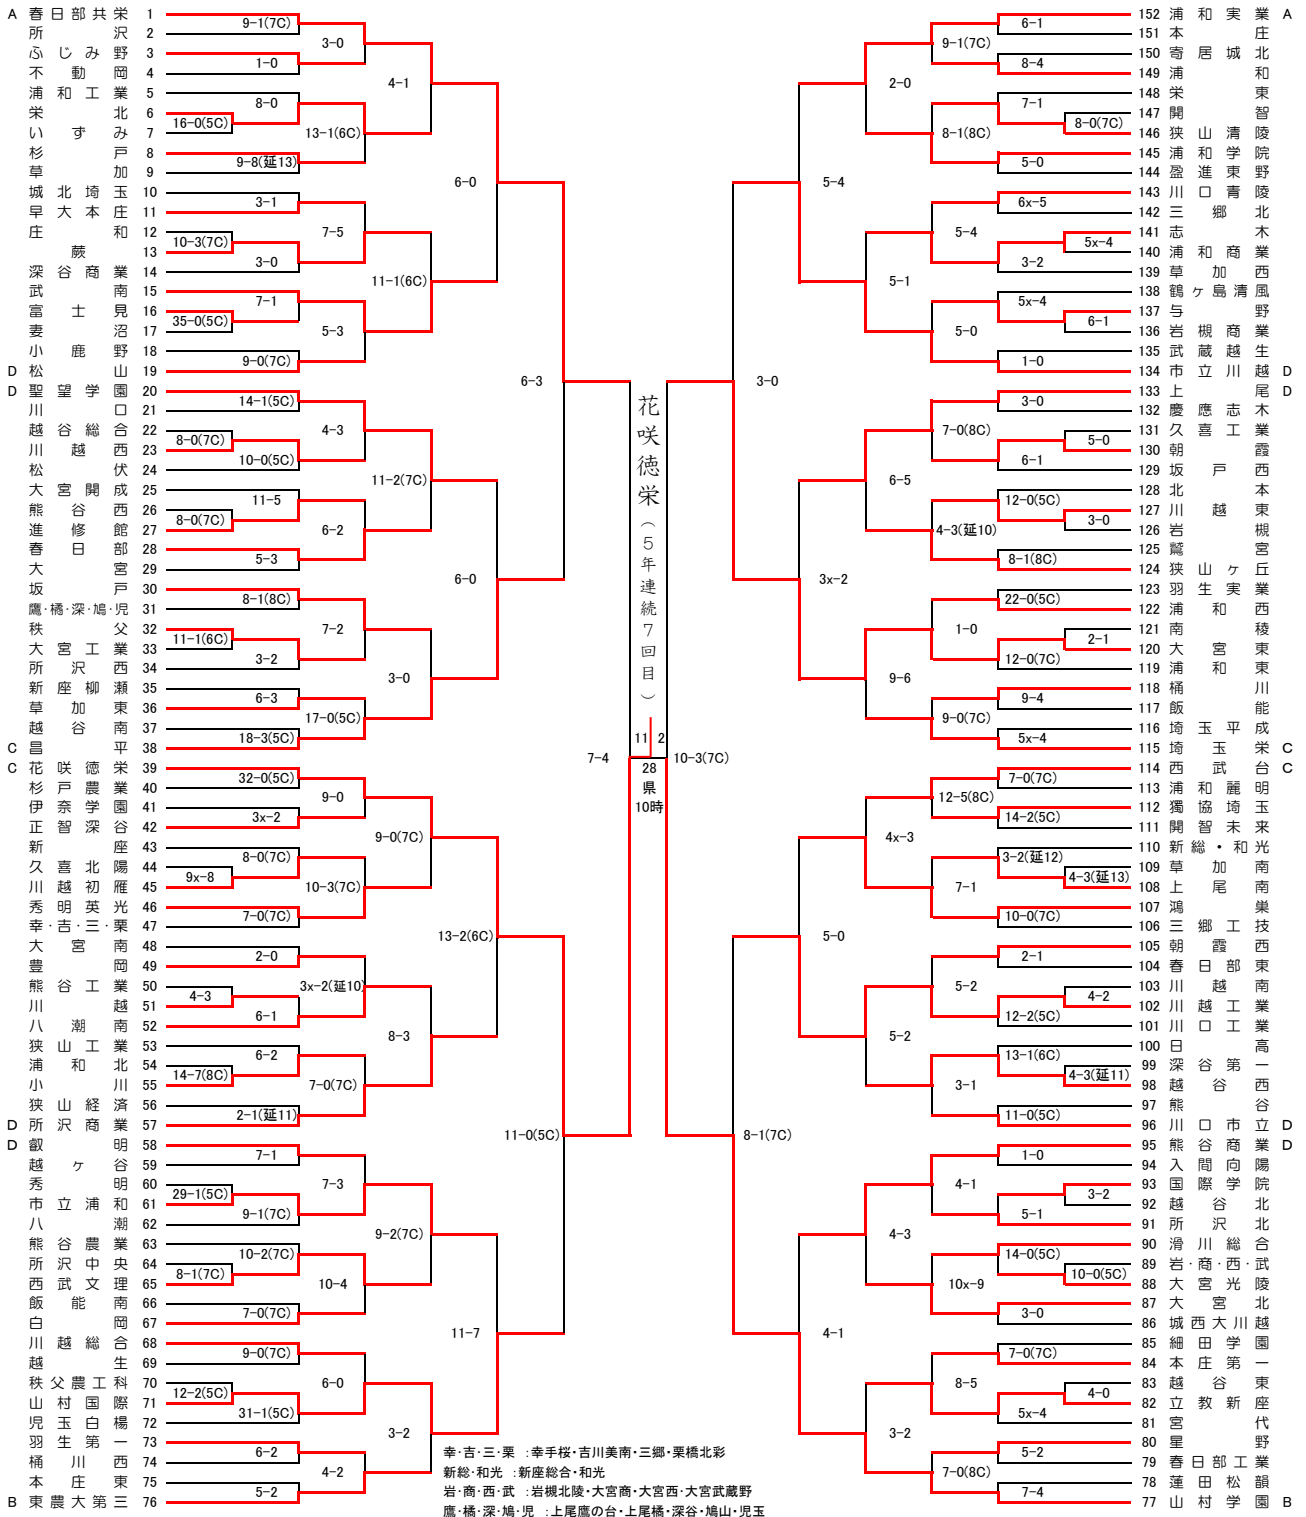 A 春日部共栄 1
所沢 2
ふじみ野 3
不動岡 4
浦和工業 5
栄北 6
いずみ 7
杉戸 8
草加 9
城北埼玉 10
早大本庄 11
庄和 12
蕨 13
深谷商業 14
武南 15
富士見 16
妻沼 17
小鹿野 18
D 松山 19
D 聖望学園 20
川口 21
越谷総合 22
川越西 23
松伏 24
大宮開成 25
熊谷西 26
進修館 27
春日部 28
大宮 29
坂戸 30
鷹・橘・深・鳩・児 31
秩父 32
大宮工業 33
所沢西 34
新座柳瀬 35
草加東 36
越谷南 37
C 昌平 38
C 花咲徳栄 39
杉戸農業 40
伊奈学園 41
正智深谷 42
新座 43
久喜北陽 44
川越初雁 45
秀明英光 46
幸・吉・三・栗 47
大宮南 48
豊岡 49
熊谷工業 50
川越 51
八潮南 52
狭山工業 53
浦和北 54
小川 55
狭山経済 56
D 所沢商業 57
D 叡明 58
越ヶ谷 59
秀明 60
市立浦和 61
八潮 62
熊谷農業 63
所沢中央 64
西武文理 65
飯能南 66
白岡 67
川越総合 68
越生 69
秩父農工科 70
山村国際 71
児玉白楊 72
羽生第一 73
桶川西 74
本庄東 75
B 東農大第三 76
16-0(5C)
10-3(7C)
35-0(5C)
8-0(7C)
8-0(7C)
11-1(6C)
9x-8
4-3
14-7(8C)
29-1(5C)
8-1(7C)
12-2(5C)
9-1(7C)
1-0
8-0
9-8(延13)
3-1
3-0
7-1
9-0(7C)
14-1(5C)
10-0(5C)
11-5
5-3
8-1(8C)
3-2
6-3
18-3(5C)
32-0(5C)
3x-2
8-0(7C)
7-0(7C)
2-0
6-1
6-2
2-1(延11)
7-1
9-1(7C)
10-2(7C)
7-0(7C)
9-0(7C)
31-1(5C)
6-2
5-2
3-0
13-1(6C)
7-5
5-3
4-3
6-2
7-2
17-0(5C)
9-0
10-3(7C)
3x-2(延10)
7-0(7C)
7-3
10-4
6-0
4-2
4-1
11-1(6C)
11-2(7C)
3-0
9-0(7C)
8-3
9-2(7C)
3-2
6-0
6-0
13-2(6C)
11-7
6-3
11-0(5C)
7-4
花咲徳栄(5年連続7回目)
11 2
28
県
10時
10-3(7C)
3-0
8-1(7C)
5-4
3x-2
5-0
4-1
2-0
5-1
6-5
9-6
4x-3
5-2
4-3
3-2
9-1(7C)
8-1(8C)
5-4
5-0
7-0(8C)
4-3(延10)
1-0
9-0(7C)
12-5(8C)
7-1
5-2
3-1
4-1
10x-9
8-5
7-0(8C)
6-1
8-4
7-1
5-0
6x-5
3-2
5x-4
1-0
3-0
6-1
12-0(5C)
8-1(8C)
22-0(5C)
12-0(7C)
9-4
5x-4
7-0(7C)
14-2(5C)
3-2(延12)
10-0(7C)
2-1
12-2(5C)
13-1(6C)
11-0(5C)
1-0
5-1
14-0(5C)
3-0
7-0(7C)
5x-4
5-2
7-4
8-0(7C)
5x-4
6-1
5-0
3-0
2-1
4-3(延13)
4-2
4-3(延11)
3-2
10-0(5C)
4-0
152 浦和実業 A
151 本庄
150 寄居城北
149 浦和
148 栄東
147 開智
146 狭山清陵
145 浦和学院
144 盈進東野
143 川口青陵
142 三郷北
141 志木
140 浦和商業
139 草加西
138 鶴ヶ島清風
137 与野
136 岩槻商業
135 武蔵越生
134 市立川越 D
133 上尾 D
132 慶應志木
131 久喜工業
130 朝霞
129 坂戸西
128 北本
127 川越東
126 岩槻
125 鷲宮
124 狭山ヶ丘
123 羽生実業
122 浦和西
121 南稜
120 大宮東
119 浦和東
118 桶川
117 飯能
116 埼玉平成
115 埼玉栄 C
114 西武台 C
113 浦和麗明
112 獨協埼玉
111 開智未来
110 新総・和光
109 草加南
108 上尾南
107 鴻巣
106 三郷工技
105 朝霞西
104 春日部東
103 川越南
102 川越工業
101 川口工業
100 日高
99 深谷第一
98 越谷西
97 熊谷
96 川口市立 D
95 熊谷商業 D
94 入間向陽
93 国際学院
92 越谷北
91 所沢北
90 滑川総合
89 岩・商・西・武
88 大宮光陵
87 大宮北
86 城西大川越
85 細田学園
84 本庄第一
83 越谷東
82 立教新座
81 宮代
80 星野
79 春日部工業
78 蓮田松韻
77 山村学園 B
幸・吉・三・栗 :幸手桜・吉川美南・三郷・栗橋北彩
新総・和光 :新座総合・和光
岩・商・西・武 :岩槻北陵・大宮商・大宮西・大宮武蔵野
鷹・橘・深・鳩・児 :上尾鷹の台・上尾橘・深谷・鳩山・児玉